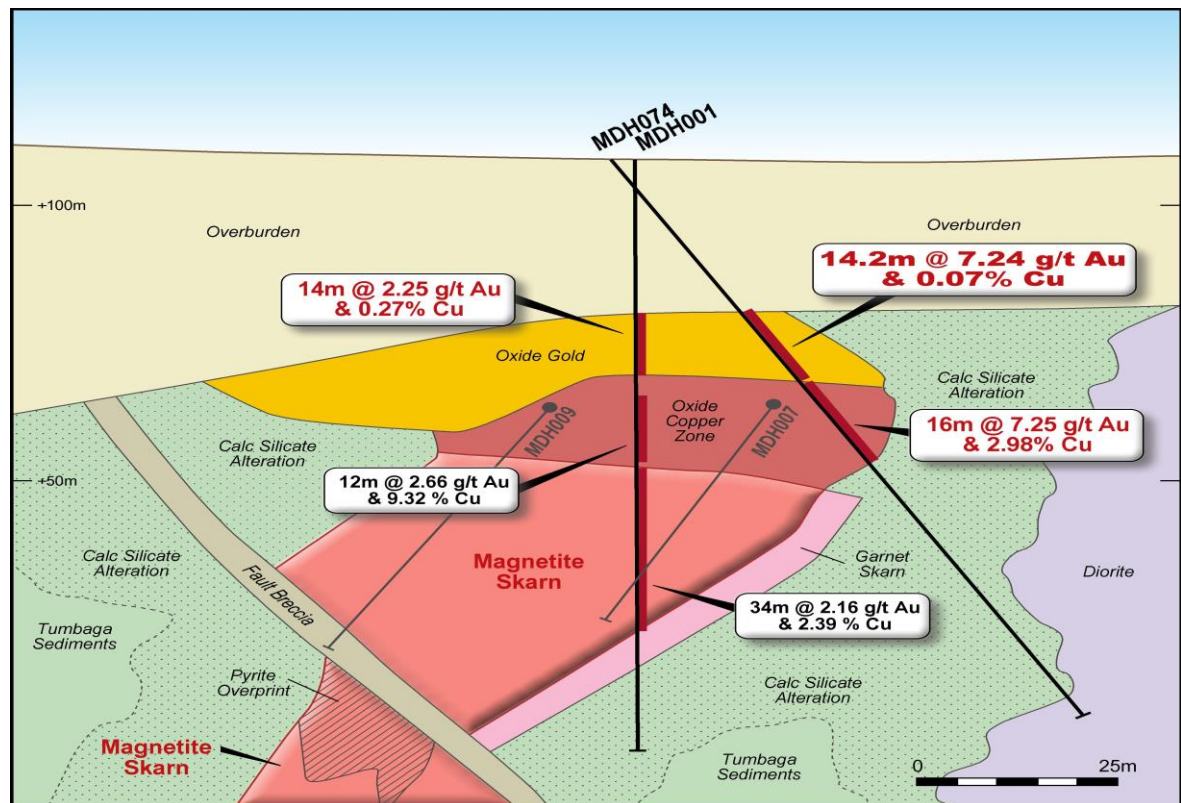 MDH074
MDH001
+100m
Overburden
Overburden
14.2m @ 7.24 g/t Au
& 0.07% Cu
14m @ 2.25 g/t Au
& 0.27% Cu
Oxide Gold
Calc Silicate
Alteration
Oxide
Copper
Zone
MDH009
MDH007
16m @ 7.25 g/t Au
& 2.98% Cu
Calc Silicate
Alteration
12m @ 2.66 g/t Au
& 9.32 % Cu
+50m
Calc Silicate
Alteration
Magnetite
Skarn
Garnet
Skarn
Diorite
Fault Breccia
34m @ 2.16 g/t Au
& 2.39 % Cu
Tumbaga
Sediments
Pyrite
Overprint
Calc Silicate
Alteration
Magnetite
Skarn
Tumbaga
Sediments
0
25m